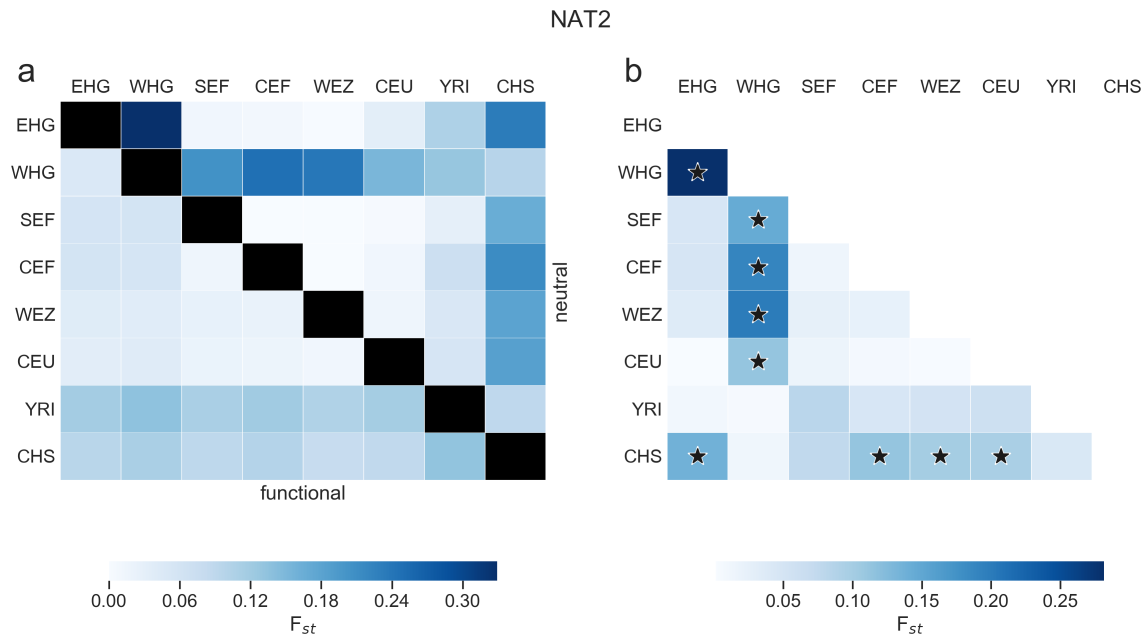 NAT2
a
EHG WHG SEF CEF WEZ CEU YRI CHS
EHG
WHG
SEF
CEF
WEZ
CEU
YRI
CHS
neutral
functional
0.00 0.06 0.12 0.18 0.24 0.30
Fst
b
EHG WHG SEF CEF WEZ CEU YRI CHS
EHG
WHG
SEF
CEF
WEZ
CEU
YRI
CHS
0.05 0.10 0.15 0.20 0.25
Fst